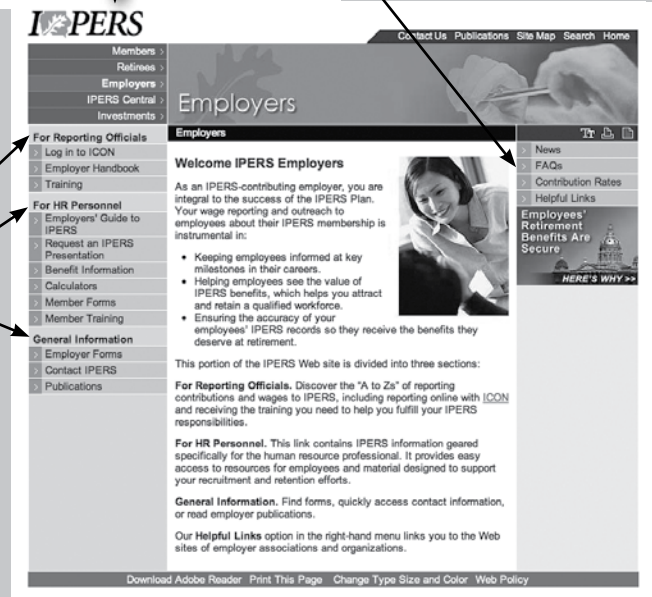 IPERS
Contact Us Publications Site Map Search Home
Members >
Retirees >
Employers >
IPERS Central >
Investments >
Employers
For Reporting Officials
> Log in to ICON
> Employer Handbook
> Training
For HR Personnel
> Employers' Guide to
IPERS
> Request an IPERS
Presentation
> Benefit Information
> Calculators
> Member Forms
> Member Training
General Information
> Employer Forms
> Contact IPERS
> Publications
Employers
Welcome IPERS Employers
As an IPERS-contributing employer, you are
integral to the success of the IPERS Plan.
Your wage reporting and outreach to
employees about their IPERS membership is
instrumental in:
• Keeping employees informed at key
milestones in their careers.
• Helping employees see the value of
IPERS benefits, which helps you attract
and retain a qualified workforce.
• Ensuring the accuracy of your
employees' IPERS records so they receive the benefits they
deserve at retirement.
This portion of the IPERS Web site is divided into three sections:
For Reporting Officials. Discover the "A to Zs" of reporting
contributions and wages to IPERS, including reporting online with ICON
and receiving the training you need to help you fulfill your IPERS
responsibilities.
For HR Personnel. This link contains IPERS information geared
specifically for the human resource professional. It provides easy
access to resources for employees and material designed to support
your recruitment and retention efforts.
General Information. Find forms, quickly access contact information,
or read employer publications.
Our Helpful Links option in the right-hand menu links you to the Web
sites of employer associations and organizations.
TT
> News
> FAQs
> Contribution Rates
> Helpful Links
Employees'
Retirement
Benefits Are
Secure
HERE'S WHY >>
Download Adobe Reader Print This Page Change Type Size and Color Web Policy